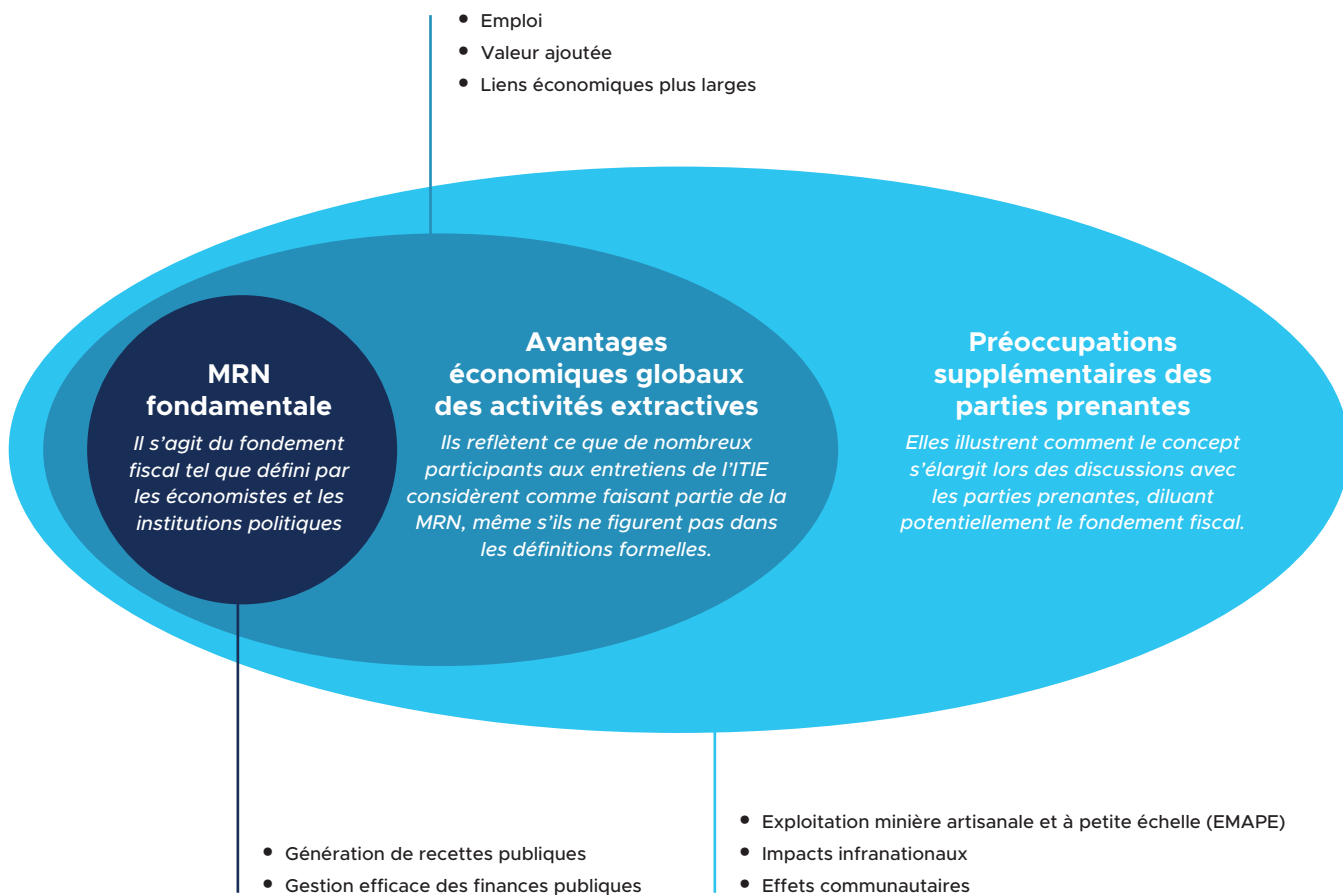 • Emploi
• Valeur ajoutée
• Liens économiques plus larges
MRN
fondamentale
Il s’agit du fondement
fiscal tel que défini par
les économistes et les
institutions politiques
Avantages
économiques globaux
des activités extractives
Ils reflètent ce que de nombreux
participants aux entretiens de l’ITIE
considèrent comme faisant partie de la
MRN, même s’ils ne figurent pas dans
les définitions formelles.
Préoccupations
supplémentaires des
parties prenantes
Elles illustrent comment le concept
s’élargit lors des discussions avec
les parties prenantes, diluant
potentiellement le fondement fiscal.
• Génération de recettes publiques
• Gestion efficace des finances publiques
• Exploitation minière artisanale et à petite échelle (EMAPE)
• Impacts infranationaux
• Effets communautaires